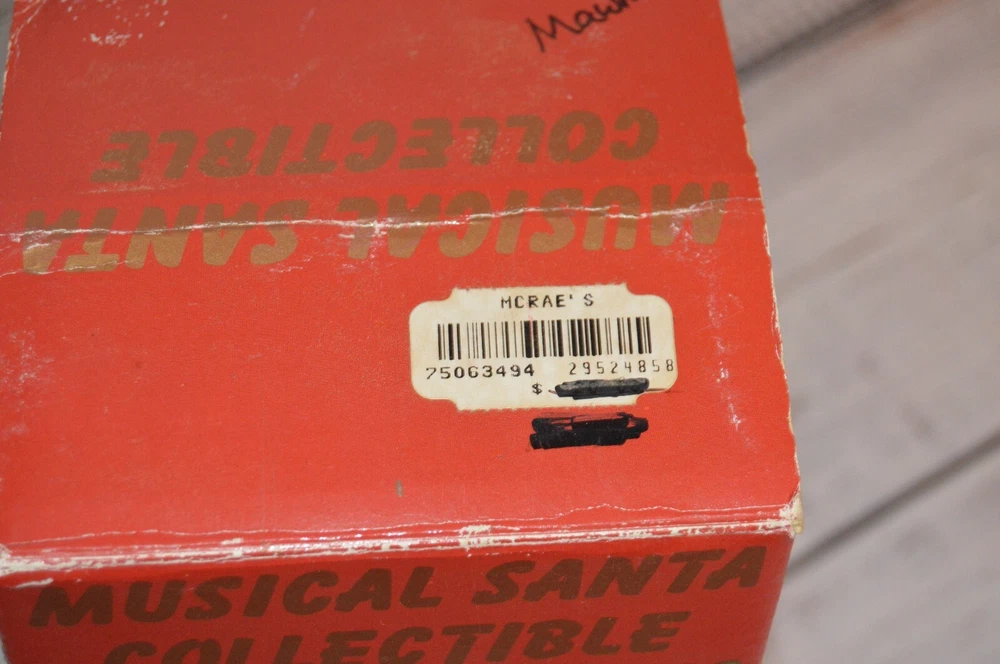 MUSICAL SANTA
COLLECTIBLE
MCRAE'S
75063494 29524858
$
MUSICAL SANTA
COLLECTIBLE